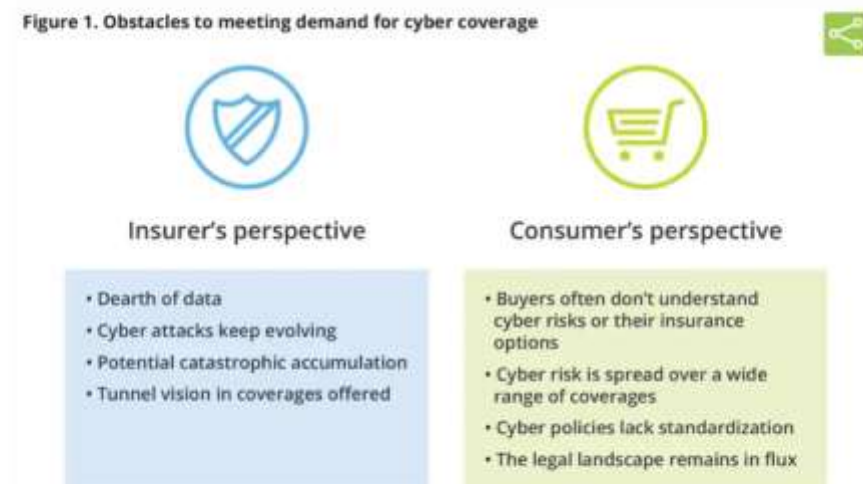 Figure 1. Obstacles to meeting demand for cyber coverage
Insurer's perspective
• Dearth of data
• Cyber attacks keep evolving
• Potential catastrophic accumulation
• Tunnel vision in coverages offered
Consumer's perspective
• Buyers often don't understand
cyber risks or their insurance
options
• Cyber risk is spread over a wide
range of coverages
• Cyber policies lack standardization
• The legal landscape remains in flux